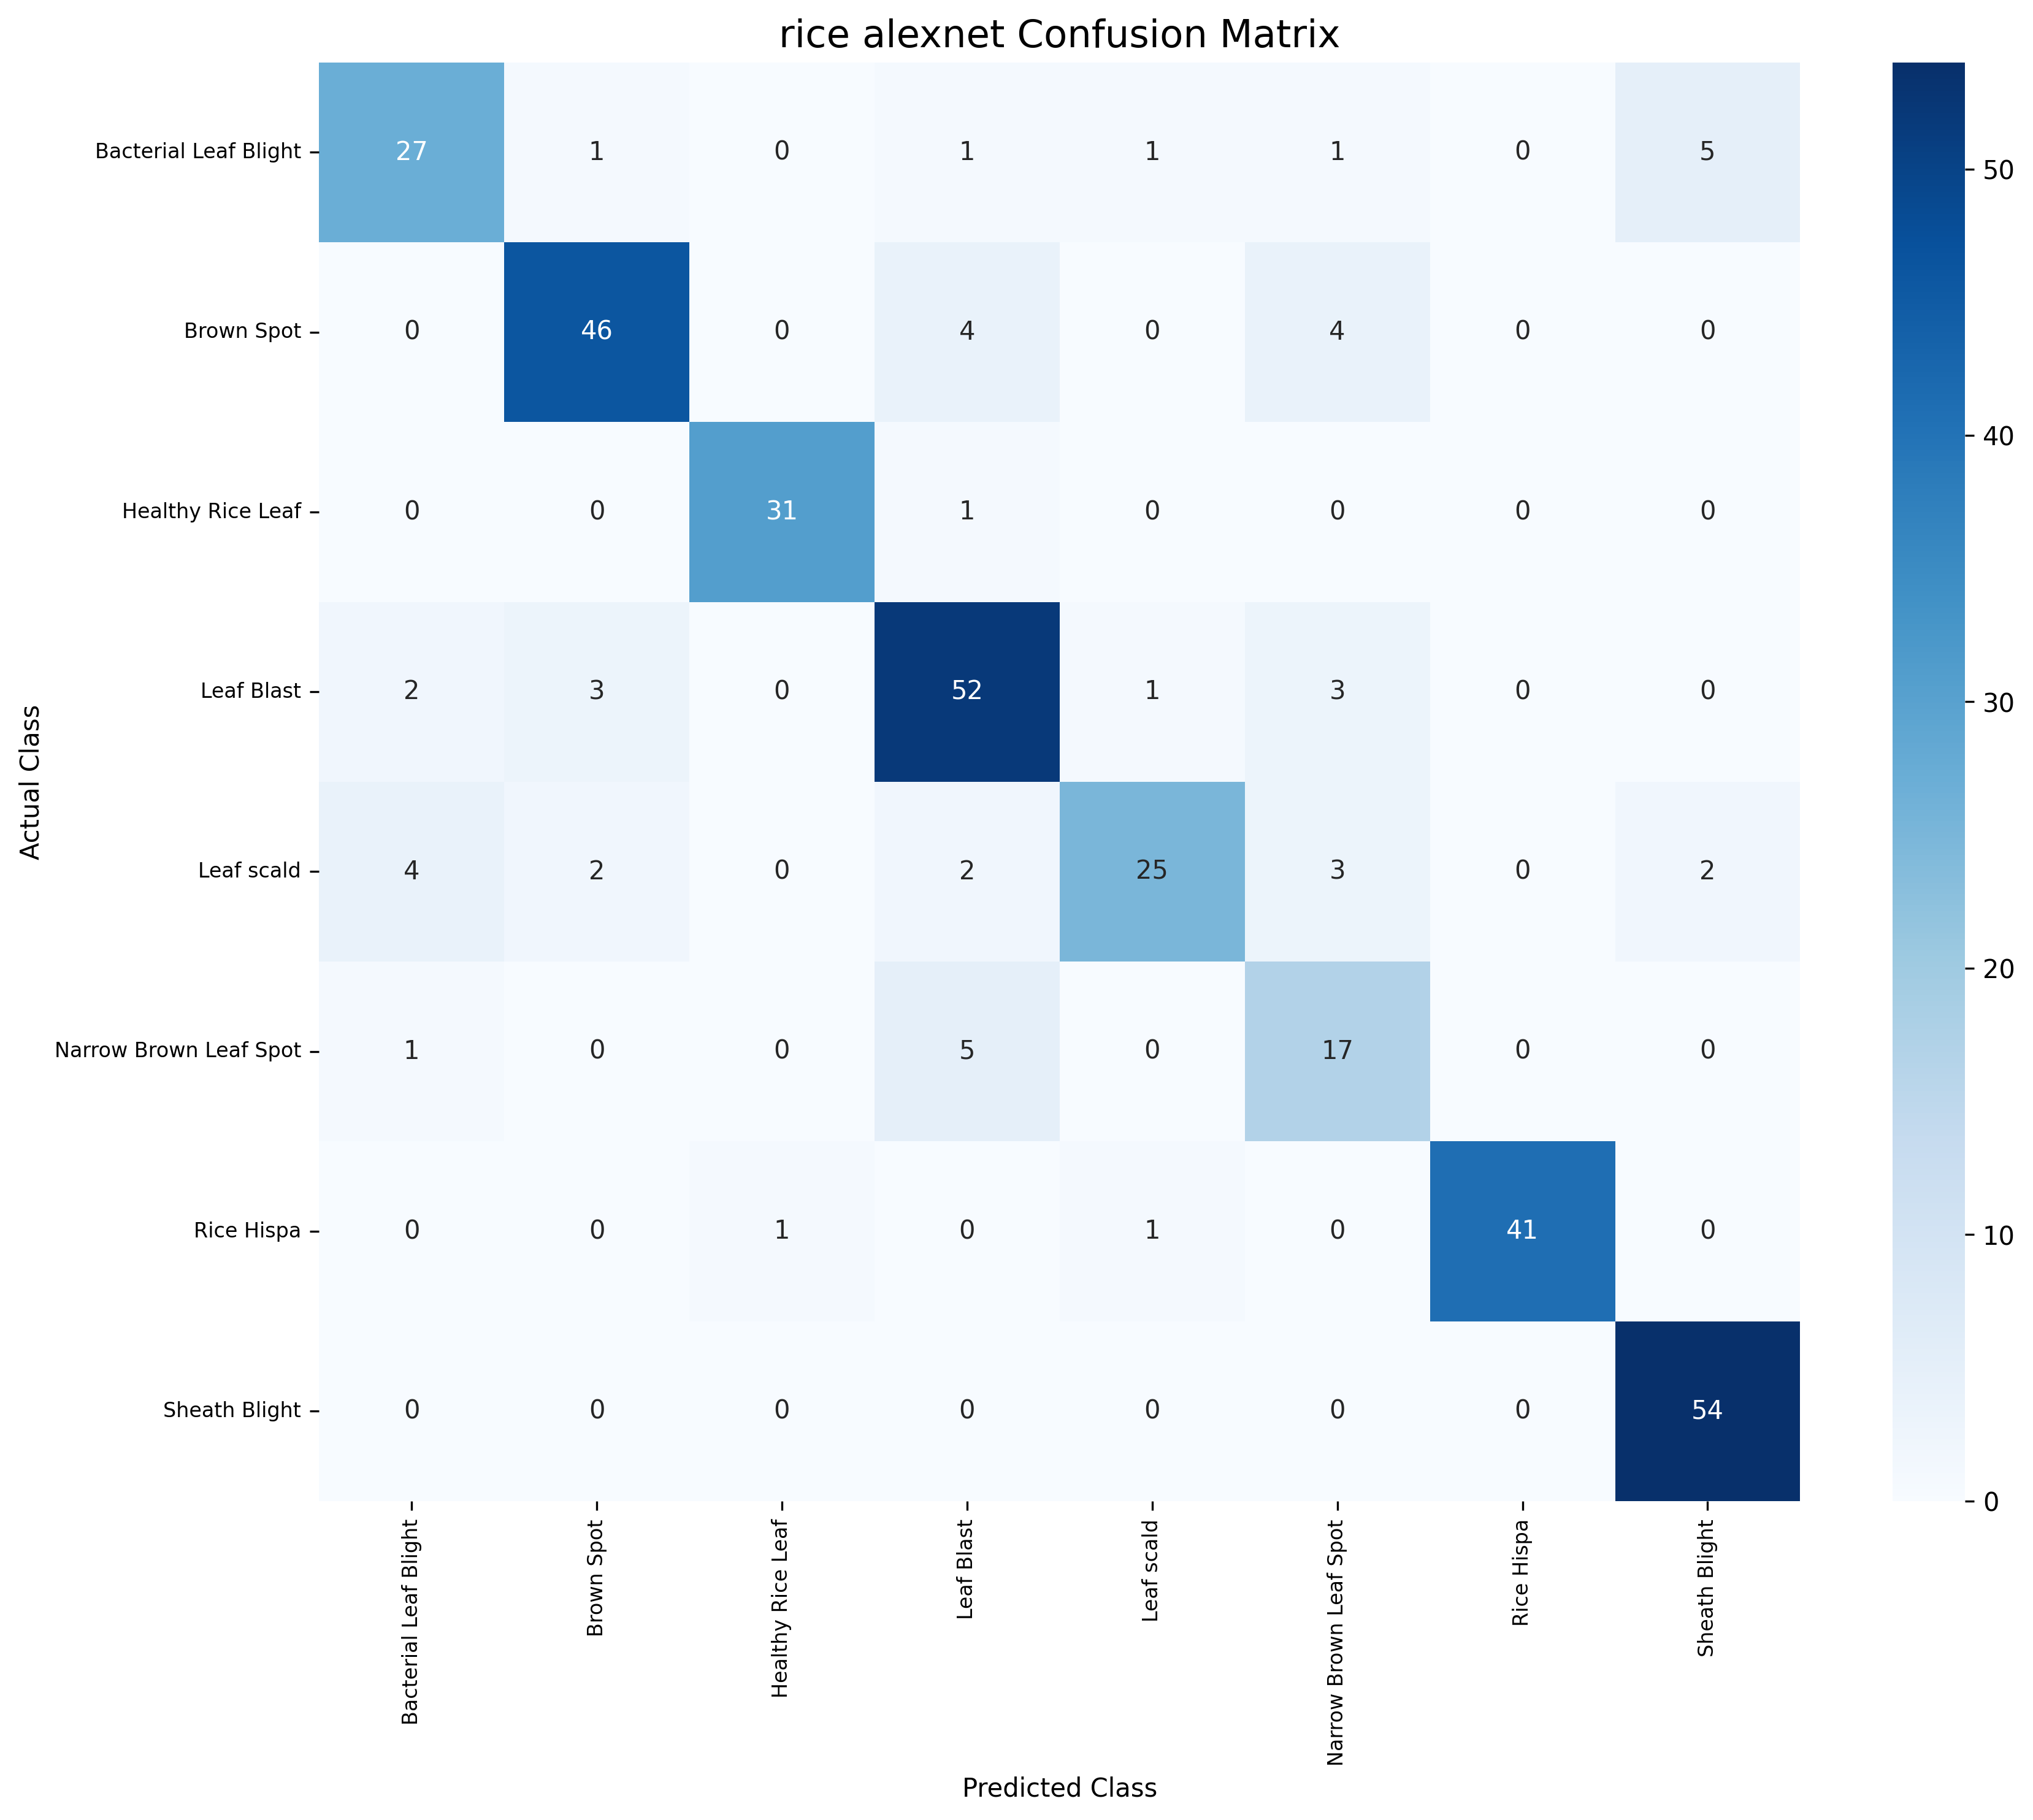 rice alexnet Confusion Matrix
Actual Class
Bacterial Leaf Blight 27 1 0 1 1 1 0 5
Brown Spot 0 46 0 4 0 4 0 0
Healthy Rice Leaf 0 0 31 1 0 0 0 0
Leaf Blast 2 3 0 52 1 3 0 0
Leaf scald 4 2 0 2 25 3 0 2
Narrow Brown Leaf Spot 1 0 0 5 0 17 0 0
Rice Hispa 0 0 1 0 1 0 41 0
Sheath Blight 0 0 0 0 0 0 0 54
Bacterial Leaf Blight
Brown Spot
Healthy Rice Leaf
Leaf Blast
Leaf scald
Narrow Brown Leaf Spot
Rice Hispa
Sheath Blight
Predicted Class
50
40
30
20
10
0